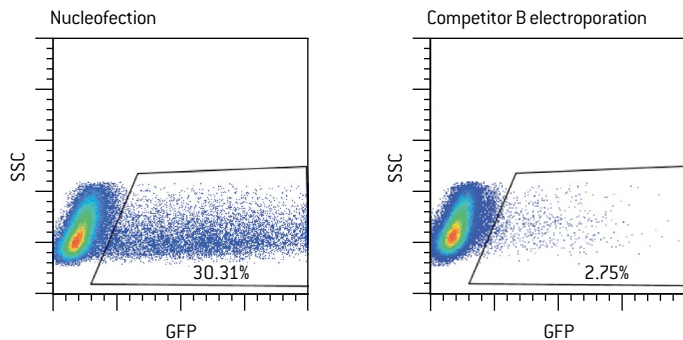 Nucleofection
SSC
30.31%
GFP
Competitor B electroporation
SSC
2.75%
GFP